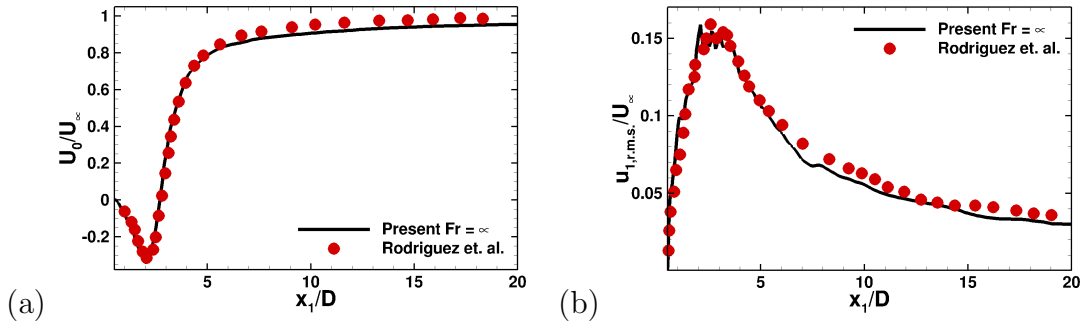 1
0.8
0.6
0.4
0.2
0
-0.2
U₀/U∞
Present Fr = ∞
Rodriguez et. al.
5
10
15
20
x₁/D
(a)
0.15
0.1
0.05
u₁,r.m.s./U∞
Present Fr = ∞
Rodriguez et. al.
5
10
15
20
x₁/D
(b)